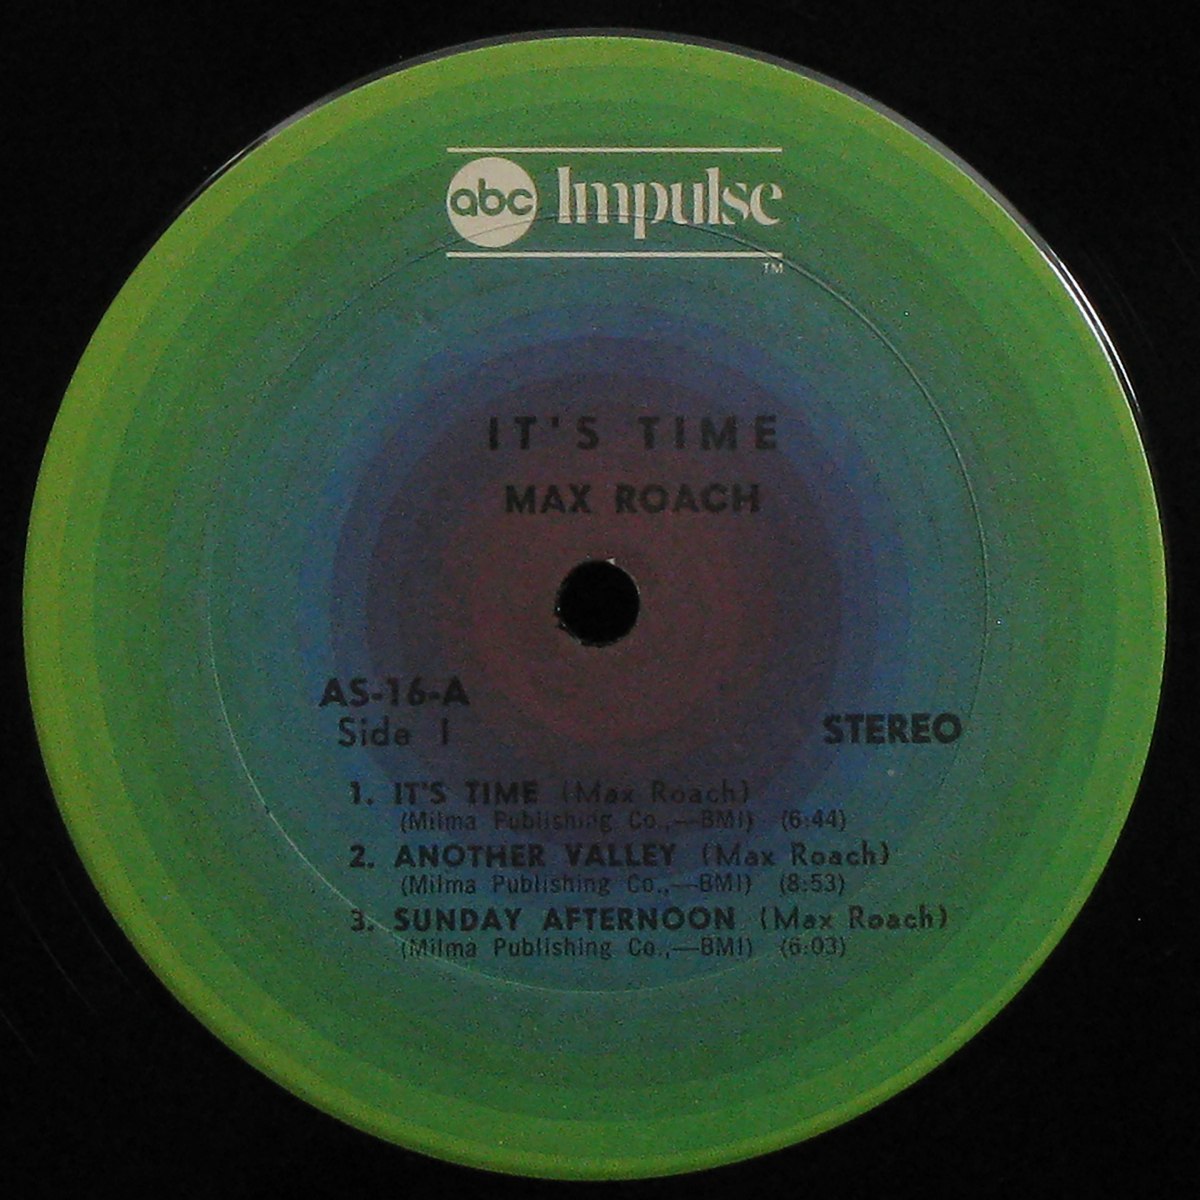 abc Impulse
TM
IT'S TIME
MAX ROACH
AS-16-A
Side 1
STEREO
1. IT'S TIME (Max Roach)
(Milma Publishing Co.,—BMI) (6:44)
2. ANOTHER VALLEY (Max Roach)
(Milma Publishing Co.,—BMI) (8:53)
3. SUNDAY AFTERNOON (Max Roach)
(Milma Publishing Co.,—BMI) (6:03)